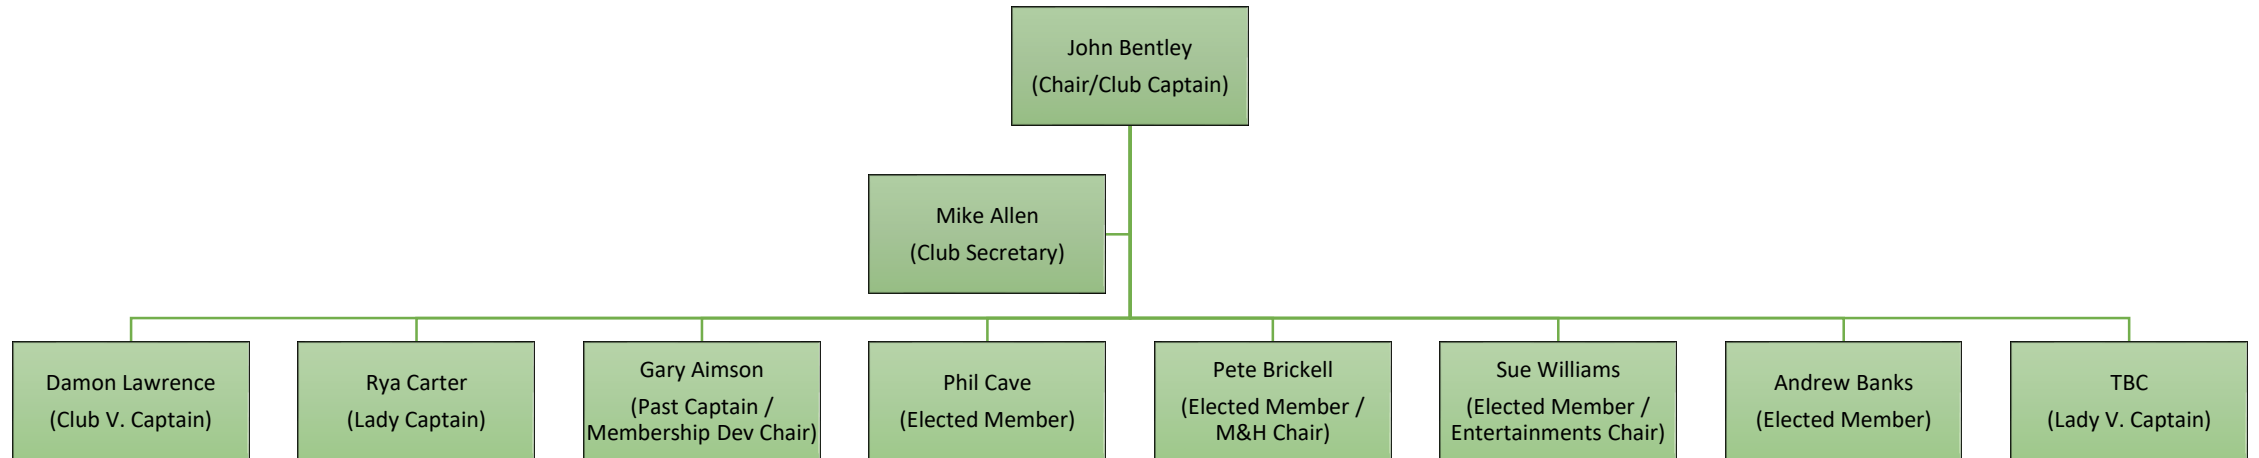 John Bentley
(Chair/Club Captain)
Mike Allen
(Club Secretary)
Damon Lawrence
(Club V. Captain)
Rya Carter
(Lady Captain)
Gary Aimson
(Past Captain /
Membership Dev Chair)
Phil Cave
(Elected Member)
Pete Brickell
(Elected Member /
M&H Chair)
Sue Williams
(Elected Member /
Entertainments Chair)
Andrew Banks
(Elected Member)
TBC
(Lady V. Captain)